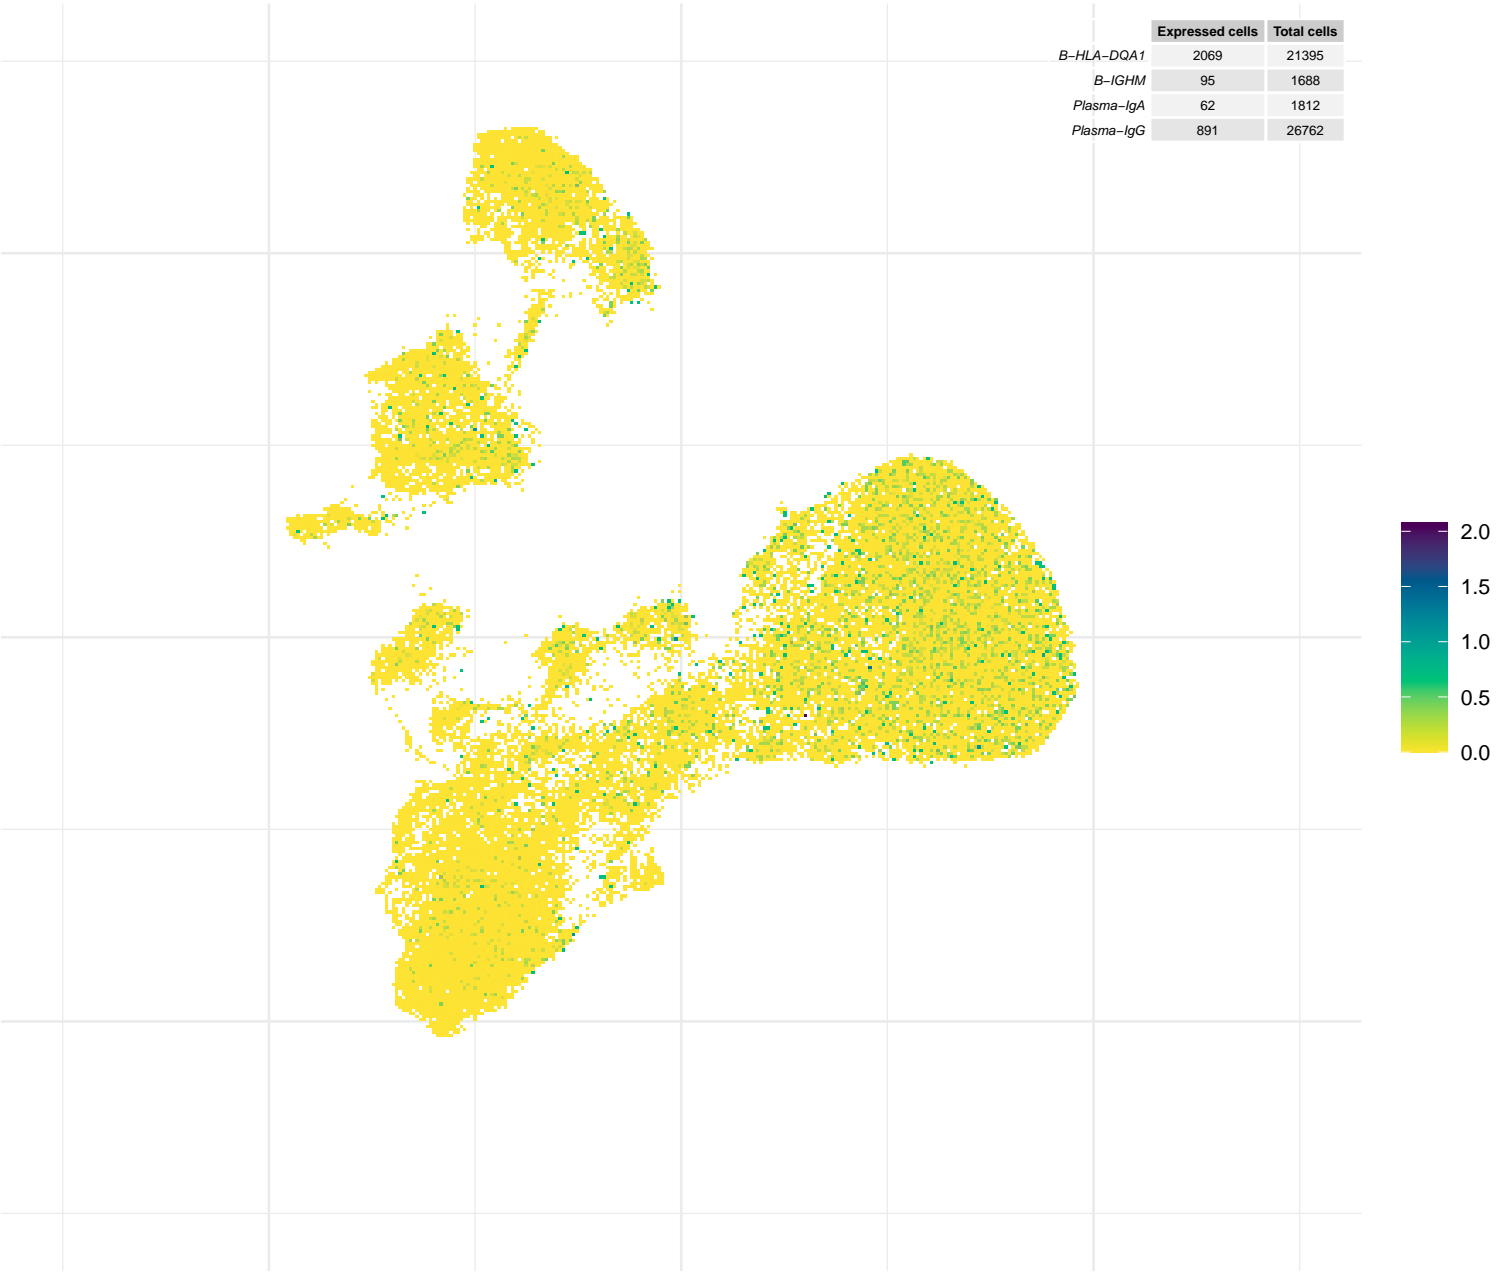 Expressed cells Total cells
B−HLA−DQA1 2069 21395
B−IGHM 95 1688
Plasma−IgA 62 1812
Plasma−IgG 891 26762
2.0
1.5
1.0
0.5
0.0